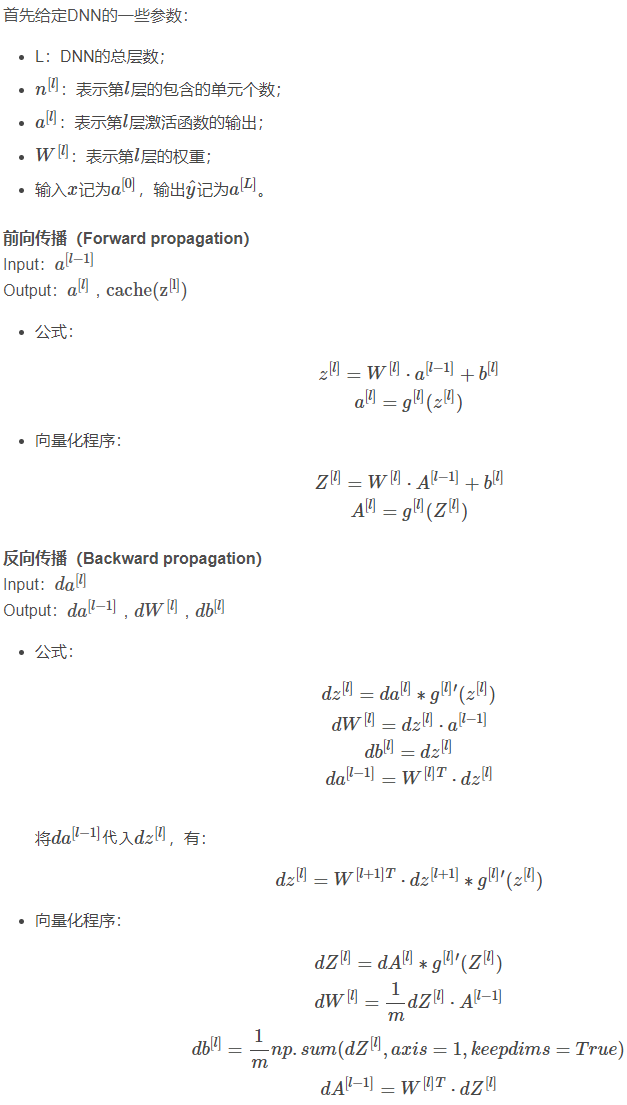 首先给定DNN的一些参数：
• L：DNN的总层数；
• $n^{[l]}$：表示第$l$层的包含的单元个数；
• $a^{[l]}$：表示第$l$层激活函数的输出；
• $W^{[l]}$：表示第$l$层的权重；
• 输入$x$记为$a^{[0]}$，输出$\hat{y}$记为$a^{[L]}$。
前向传播（Forward propagation）
Input：$a^{[l-1]}$
Output：$a^{[l]}$，$\mathrm{cache(z^{[l]})}$
• 公式：
$z^{[l]} = W^{[l]} \cdot a^{[l-1]} + b^{[l]}$
$a^{[l]} = g^{[l]}(z^{[l]})$
• 向量化程序：
$Z^{[l]} = W^{[l]} \cdot A^{[l-1]} + b^{[l]}$
$A^{[l]} = g^{[l]}(Z^{[l]})$
反向传播（Backward propagation）
Input：$da^{[l]}$
Output：$da^{[l-1]}$，$dW^{[l]}$，$db^{[l]}$
• 公式：
$dz^{[l]} = da^{[l]} * g^{[l]\prime}(z^{[l]})$
$dW^{[l]} = dz^{[l]} \cdot a^{[l-1]}$
$db^{[l]} = dz^{[l]}$
$da^{[l-1]} = W^{[l]T} \cdot dz^{[l]}$
将$da^{[l-1]}$代入$dz^{[l]}$，有：
$dz^{[l]} = W^{[l+1]T} \cdot dz^{[l+1]} * g^{[l]\prime}(z^{[l]})$
• 向量化程序：
$dZ^{[l]} = dA^{[l]} * g^{[l]\prime}(Z^{[l]})$
$dW^{[l]} = \frac{1}{m} dZ^{[l]} \cdot A^{[l-1]}$
$db^{[l]} = \frac{1}{m} np.sum(dZ^{[l]}, axis = 1, keepdims = True)$
$dA^{[l-1]} = W^{[l]T} \cdot dZ^{[l]}$